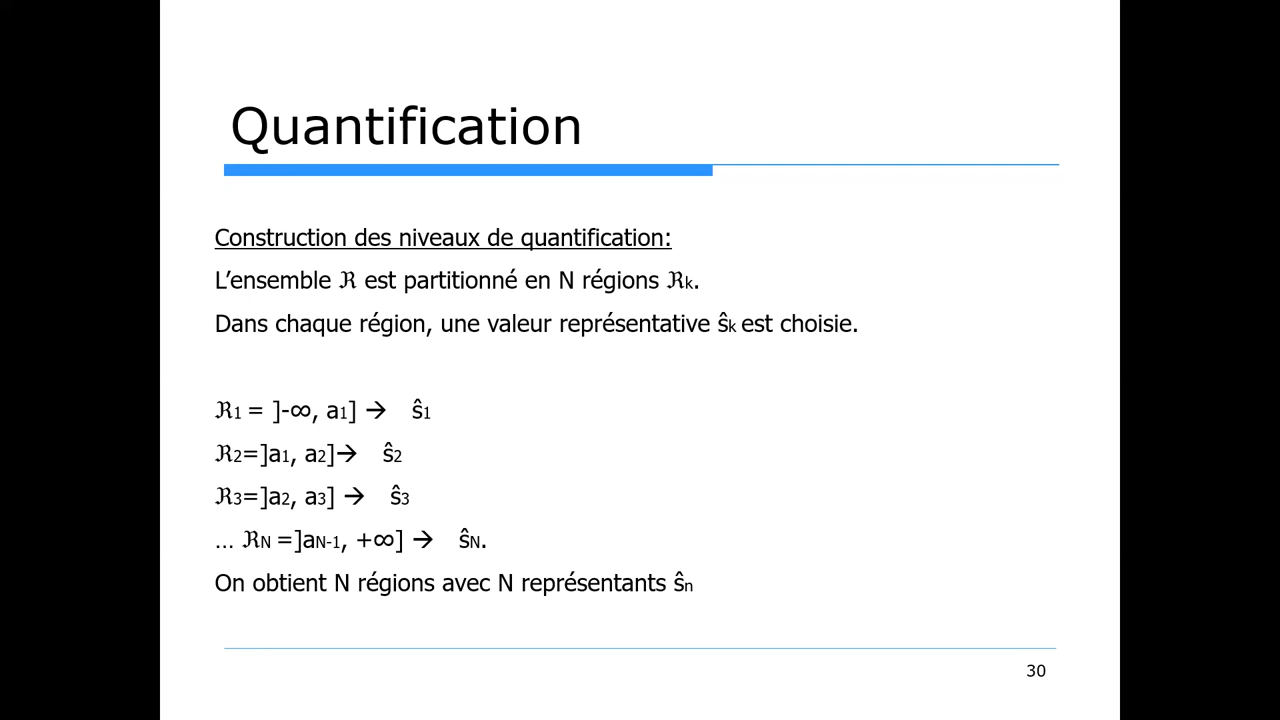 Quantification
Construction des niveaux de quantification:
L’ensemble ℜ est partitionné en N régions ℜk.
Dans chaque région, une valeur représentative ŝk est choisie.
ℜ1 = ]-∞, a1] → ŝ1
ℜ2=]a1, a2]→ ŝ2
ℜ3=]a2, a3] → ŝ3
… ℜN =]aN-1, +∞] → ŝN.
On obtient N régions avec N représentants ŝn
30